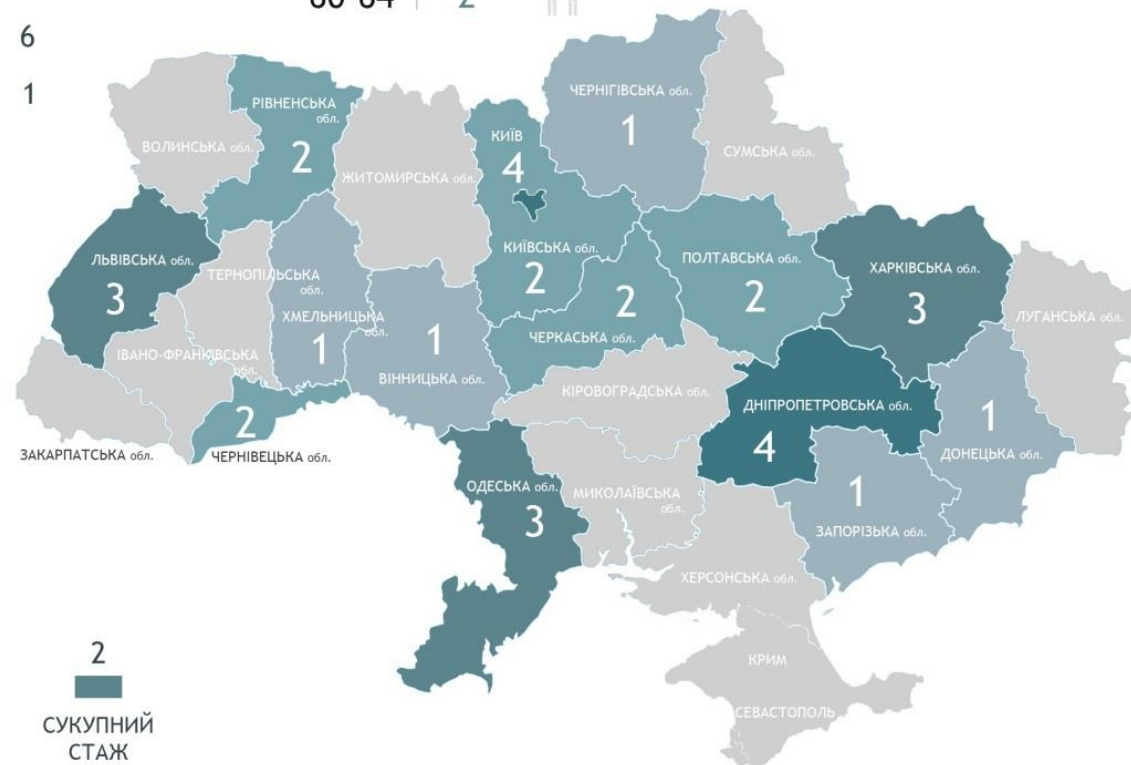 60-64 2
6
1
ЧЕРНІГІВСЬКА обл.
1
РІВНЕНСЬКА
обл.
2
ВОЛИНСЬКА обл.
ЖИТОМИРСЬКА обл.
КИЇВ
4
СУМСЬКА обл.
ЛЬВІВСЬКА обл.
3
ТЕРНОПІЛЬСЬКА
обл.
ХМЕЛЬНИЦЬКА
обл.
1
КИЇВСЬКА обл.
2
ПОЛТАВСЬКА обл.
2
ХАРКІВСЬКА обл.
3
ЛУГАНСЬКА обл.
2
ЧЕРКАСЬКА обл.
1
ВІННИЦЬКА обл.
ІВАНО-ФРАНКІВСЬКА
обл.
КІРОВОГРАДСЬКА обл.
ДНІПРОПЕТРОВСЬКА обл.
4
1
ДОНЕЦЬКА обл.
ЗАКАРПАТСЬКА обл.
2
ЧЕРНІВЕЦЬКА обл.
ОДЕСЬКА обл.
3
МИКОЛАЇВСЬКА
обл.
1
ЗАПОРІЗЬКА обл.
ХЕРСОНСЬКА обл.
КРИМ
СЕВАСТОПОЛЬ
2
СУКУПНИЙ
СТАЖ